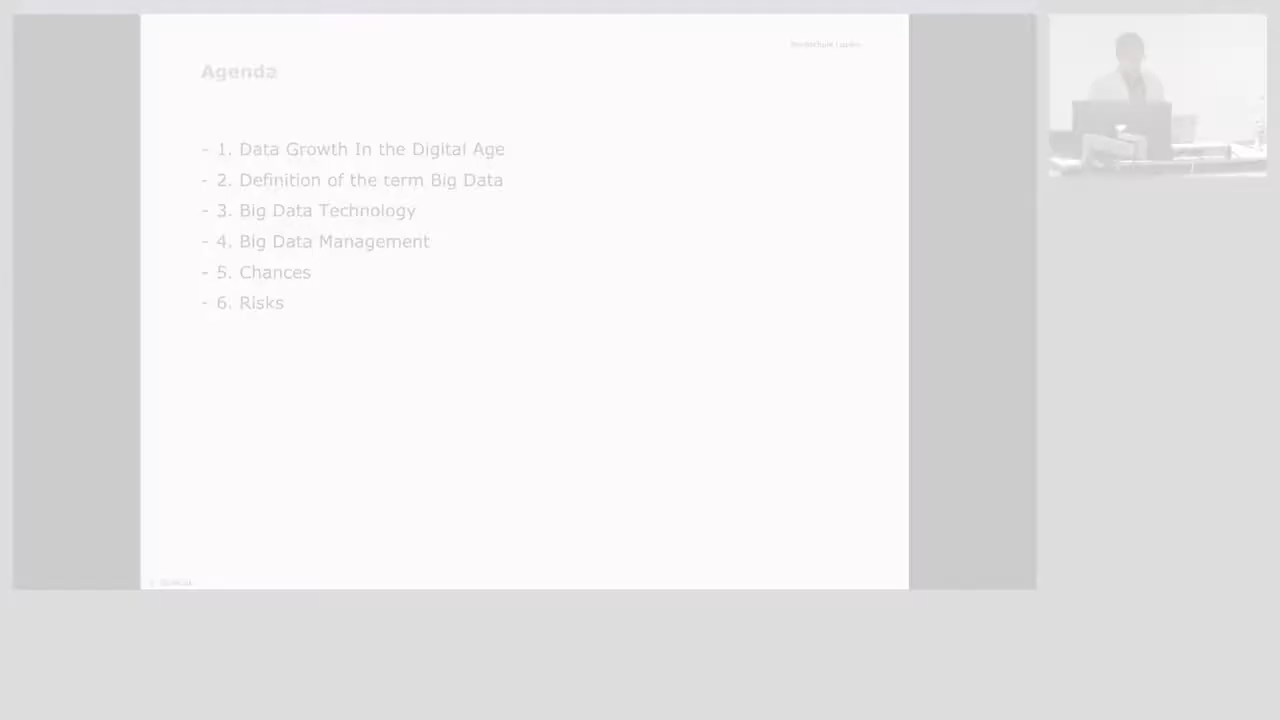 Agenda
- 1. Data Growth In the Digital Age
- 2. Definition of the term Big Data
- 3. Big Data Technology
- 4. Big Data Management
- 5. Chances
- 6. Risks